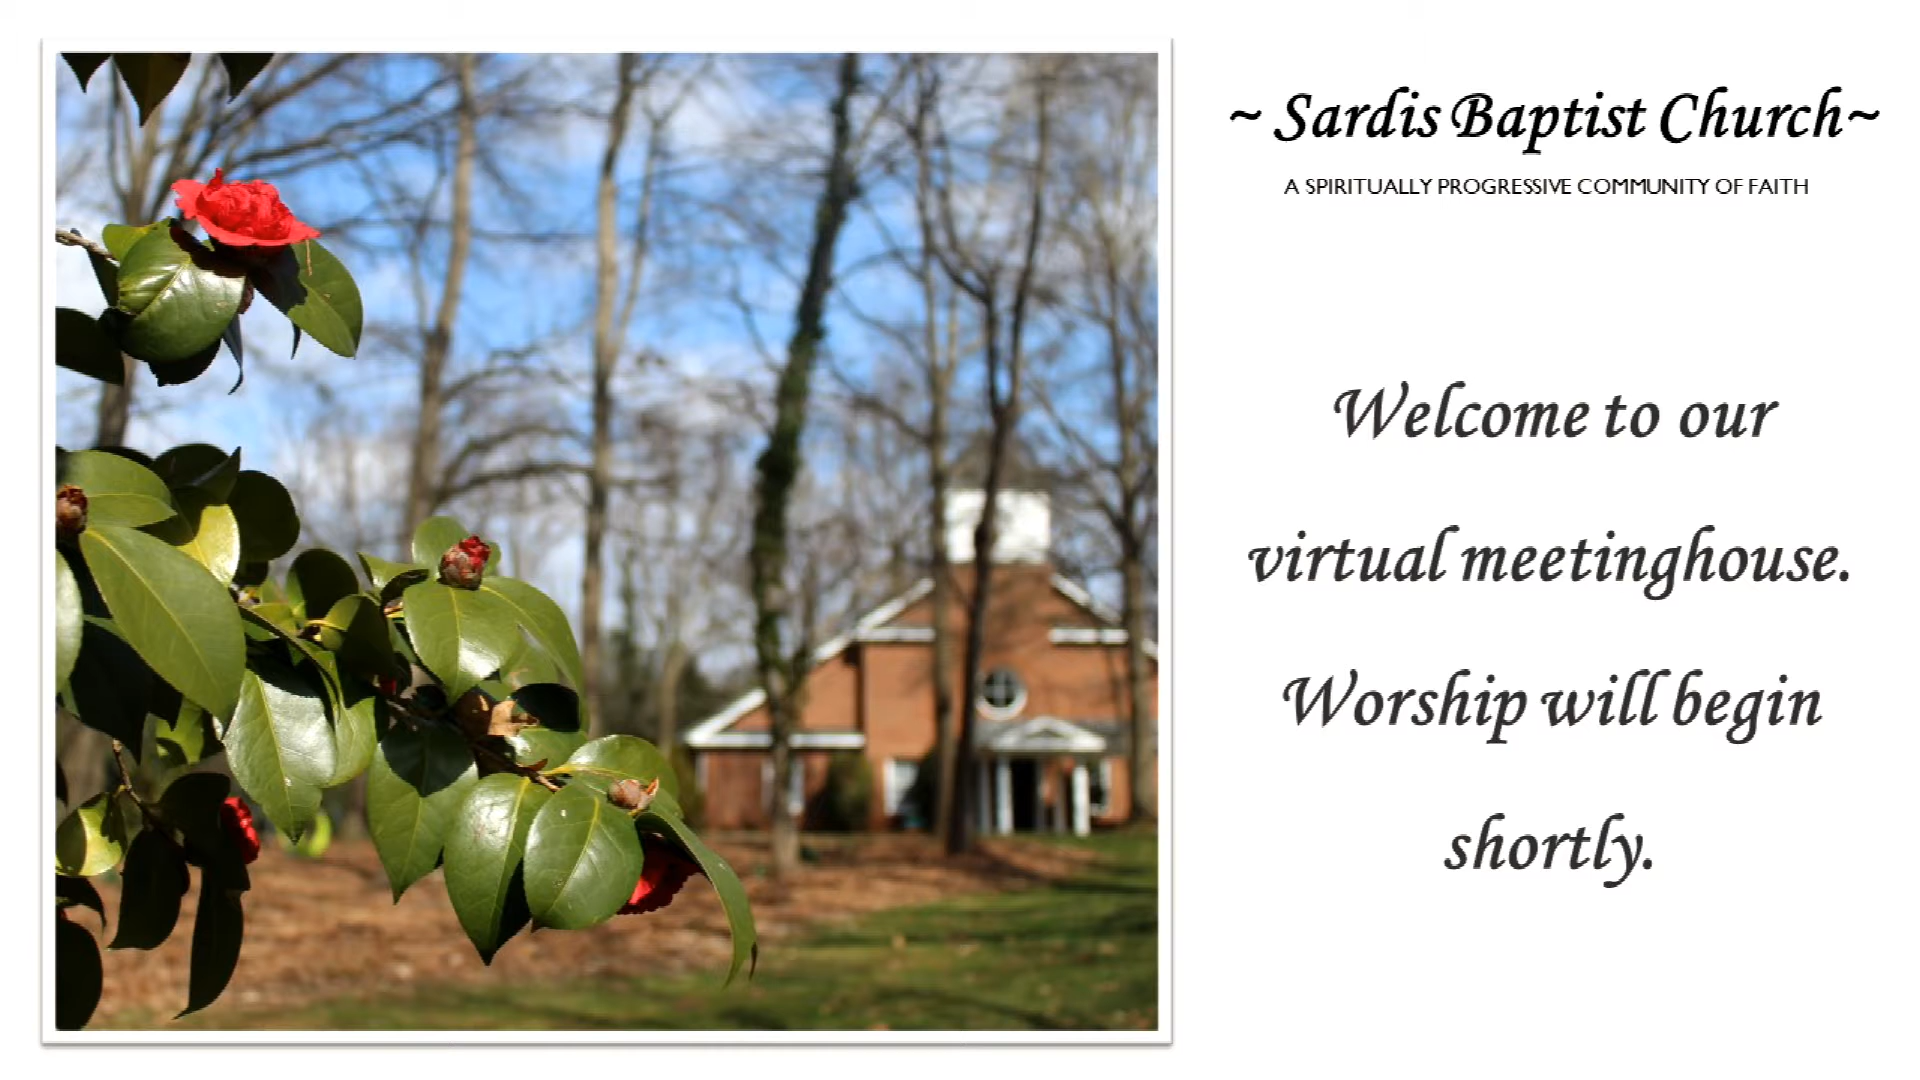 ~ Sardis Baptist Church~
A SPIRITUALLY PROGRESSIVE COMMUNITY OF FAITH
Welcome to our
virtual meetinghouse.
Worship will begin
shortly.